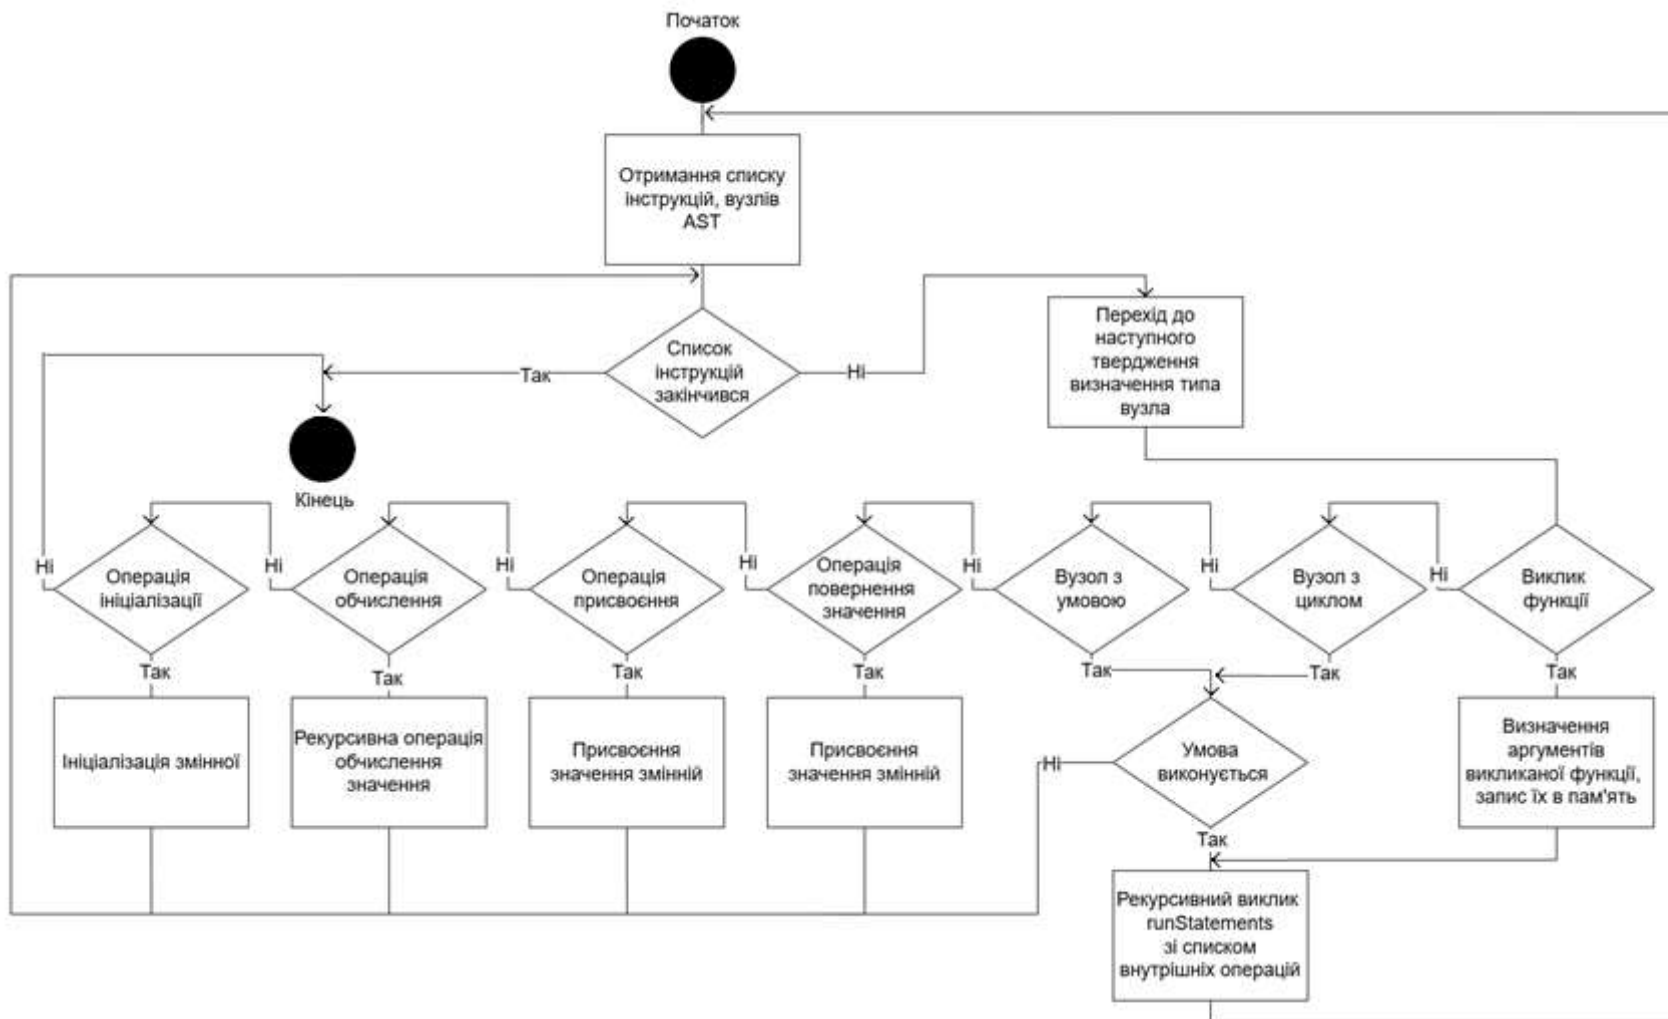 Початок
Отримання списку
інструкцій, вузлів
AST
Список
інструкцій
закінчився
Так
Ні
Перехід до
наступного
твердження
визначення типа
вузла
Кінець
Ні
Операція
ініціалізації
Ні
Операція
обчислення
Ні
Операція
присвоєння
Ні
Операція
повернення
значення
Ні
Вузол з
умовою
Ні
Вузол з
циклом
Ні
Виклик
функції
Так
Так
Так
Так
Так
Так
Так
Ініціалізація змінної
Рекурсивна операція
обчислення
значення
Присвоєння
значення змінній
Присвоєння
значення змінній
Ні
Умова
виконується
Визначення
аргументів
викликаної функції,
запис їх в пам'ять
Так
Рекурсивний виклик
runStatements
зі списком
внутрішніх операцій